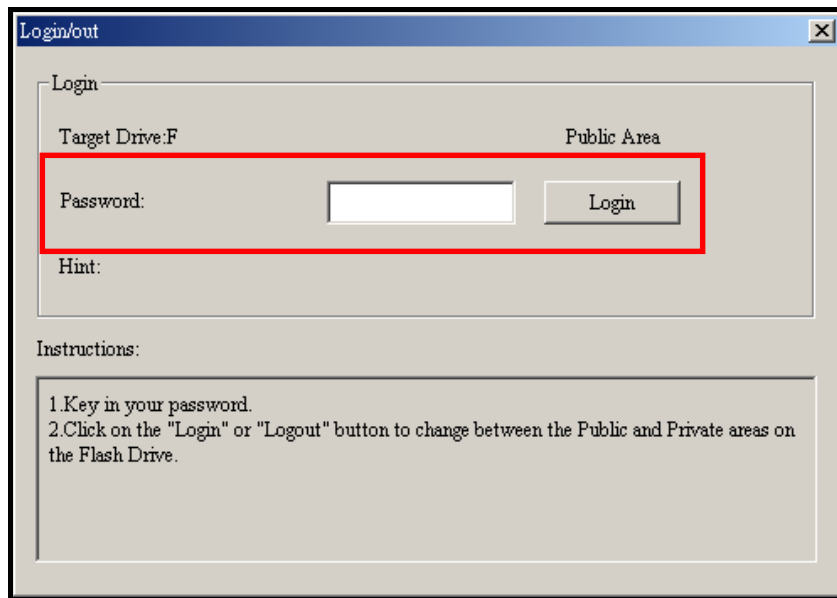 Login/out
Login
Target Drive:F Public Area
Password: Login
Hint:
Instructions:
1.Key in your password.
2.Click on the "Login" or "Logout" button to change between the Public and Private areas on
the Flash Drive.